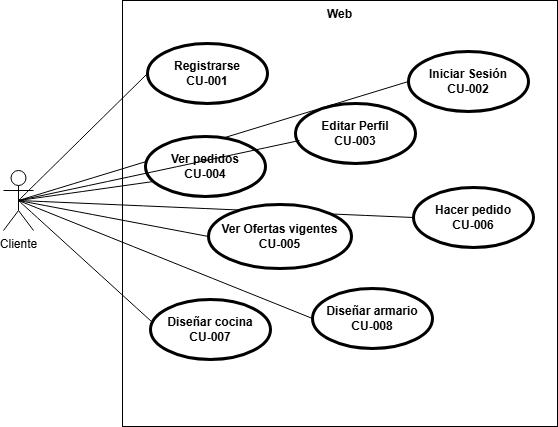 Web
Registrarse
CU-001
Iniciar Sesión
CU-002
Editar Perfil
CU-003
Ver pedidos
CU-004
Cliente
Ver Ofertas vigentes
CU-005
Hacer pedido
CU-006
Diseñar cocina
CU-007
Diseñar armario
CU-008